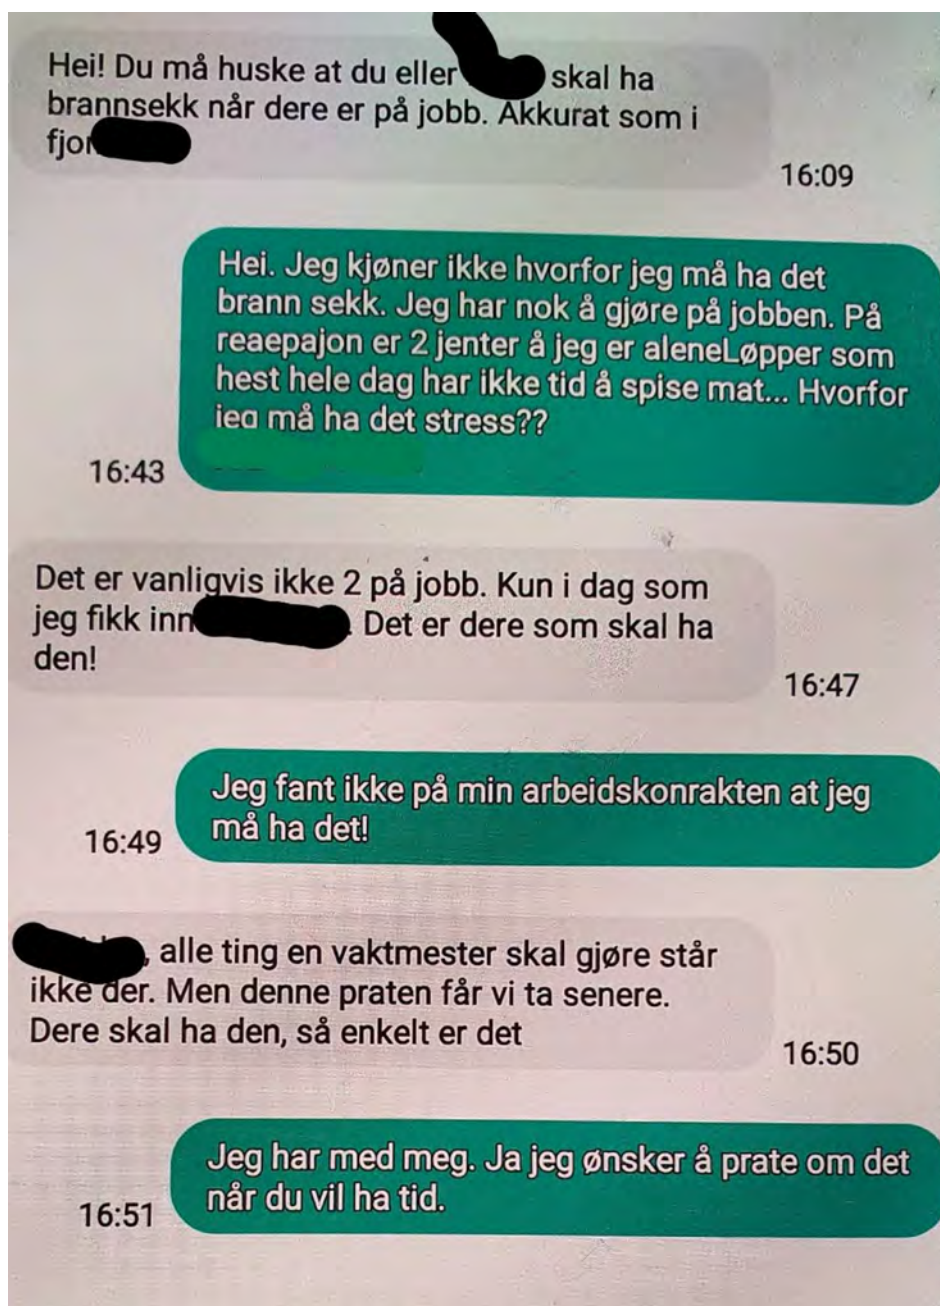 Hei! Du må huske at du eller skal ha
brannsekk når dere er på jobb. Akkurat som i
16:09
Hei. Jeg kjøner ikke hvorfor jeg må ha det
brann sekk. Jeg har nok å gjøre på jobben. På
reaepajon er 2 jenter å jeg er aleneLøpper som
hest hele dag har ikke tid å spise mat... Hvorfor
jeg må ha det stress??
16:43
Det er vanligvis ikke 2 på jobb. Kun i dag som
jeg fikk inn Det er dere som skal ha
den!
16:47
Jeg fant ikke på min arbeidskonrakten at jeg
må ha det!
16:49
, alle ting en vaktmester skal gjøre står
ikke der. Men denne praten får vi ta senere.
Dere skal ha den, så enkelt er det
16:50
Jeg har med meg. Ja jeg ønsker å prate om det
når du vil ha tid.
16:51